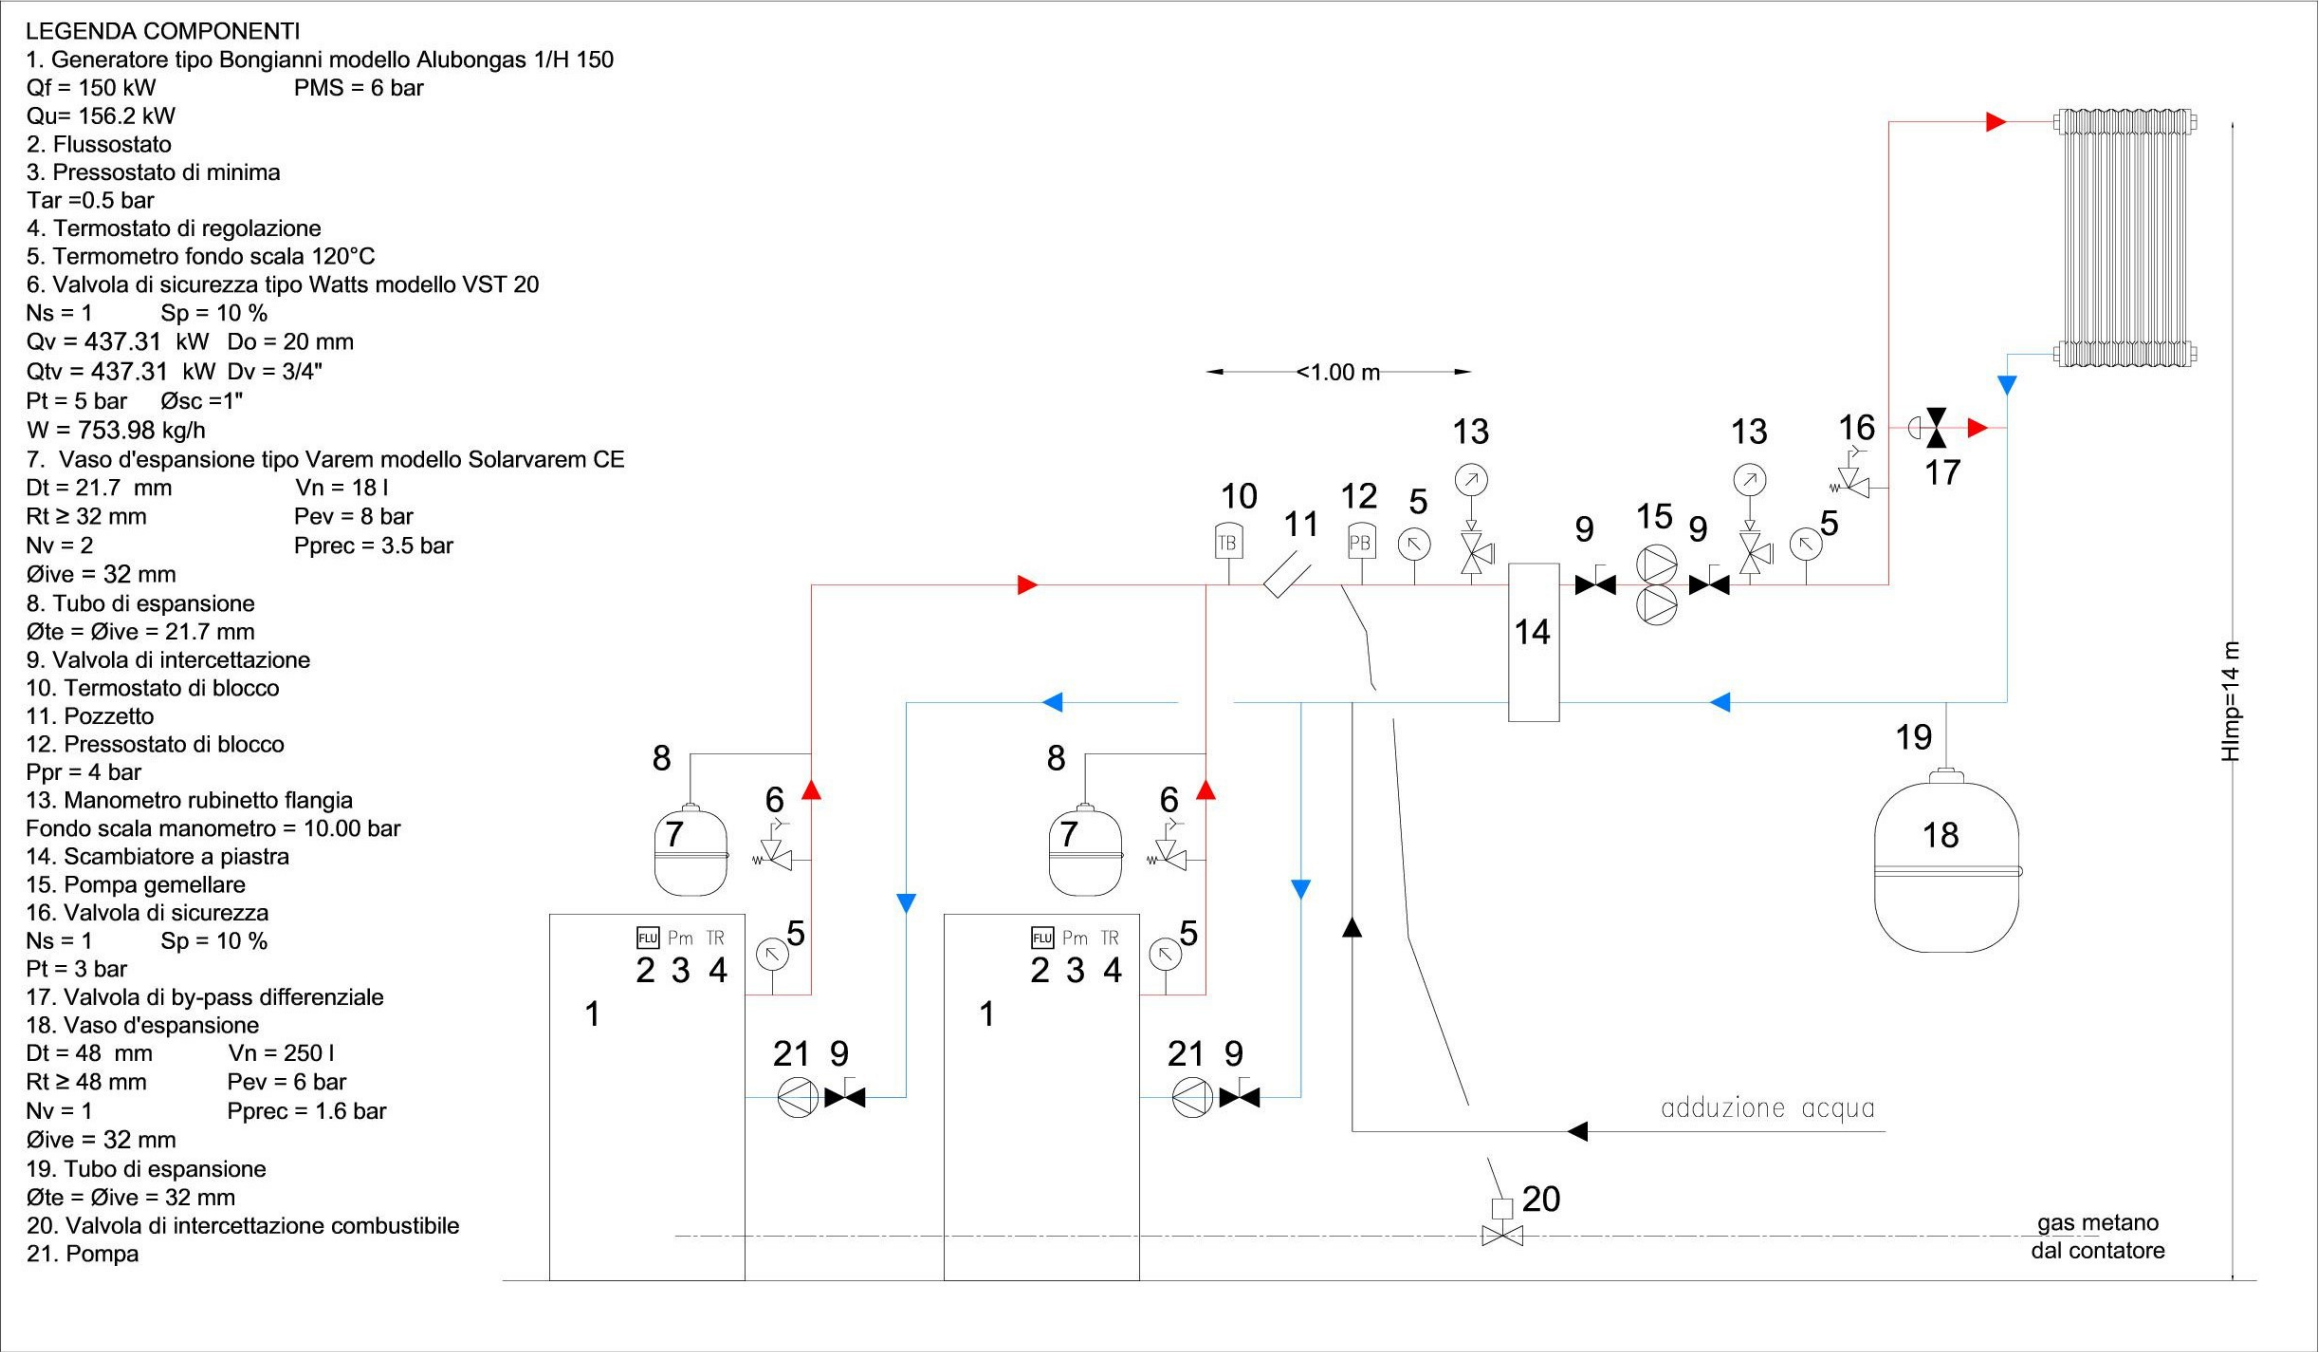 LEGENDA COMPONENTI
1. Generatore tipo Bongianni modello Alubongas 1/H 150
Qf = 150 kW PMS = 6 bar
Qu= 156.2 kW
2. Flussostato
3. Pressostato di minima
Tar =0.5 bar
4. Termostato di regolazione
5. Termometro fondo scala 120°C
6. Valvola di sicurezza tipo Watts modello VST 20
Ns = 1 Sp = 10 %
Qv = 437.31 kW Do = 20 mm
Qtv = 437.31 kW Dv = 3/4"
Pt = 5 bar Øsc =1"
W = 753.98 kg/h
7. Vaso d'espansione tipo Varem modello Solarvarem CE
Dt = 21.7 mm Vn = 18 l
Rt ≥ 32 mm Pev = 8 bar
Nv = 2 Pprec = 3.5 bar
Øive = 32 mm
8. Tubo di espansione
Øte = Øive = 21.7 mm
9. Valvola di intercettazione
10. Termostato di blocco
11. Pozzetto
12. Pressostato di blocco
Ppr = 4 bar
13. Manometro rubinetto flangia
Fondo scala manometro = 10.00 bar
14. Scambiatore a piastra
15. Pompa gemellare
16. Valvola di sicurezza
Ns = 1 Sp = 10 %
Pt = 3 bar
17. Valvola di by-pass differenziale
18. Vaso d'espansione
Dt = 48 mm Vn = 250 l
Rt ≥ 48 mm Pev = 6 bar
Nv = 1 Pprec = 1.6 bar
Øive = 32 mm
19. Tubo di espansione
Øte = Øive = 32 mm
20. Valvola di intercettazione combustibile
21. Pompa
<1.00 m
13 13 16
17
10 12 5
11 9 15 9 5
TB PB
14
HImp=14 m
8 8 19
6 6
7 7 18
5 5
FLU Pm TR FLU Pm TR
2 3 4 2 3 4
1 1
21 9 21 9
adduzione acqua
20
gas metano
dal contatore